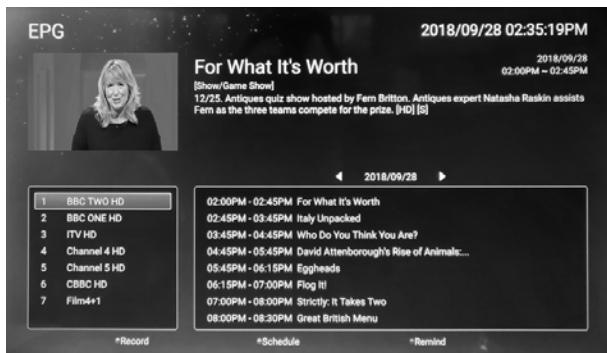 EPG
2018/09/28 02:35:19PM
For What It's Worth
2018/09/28
02:00PM ~ 02:45PM
[Show/Game Show]
12/25. Antiques quiz show hosted by Fern Britton. Antiques expert Natasha Raskin assists
Fern as the three teams compete for the prize. [HD] [S]
2018/09/28
1 BBC TWO HD
2 BBC ONE HD
3 ITV HD
4 Channel 4 HD
5 Channel 5 HD
6 CBBC HD
7 Film4+1
02:00PM - 02:45PM For What It's Worth
02:45PM - 03:45PM Italy Unpacked
03:45PM - 04:45PM Who Do You Think You Are?
04:45PM - 05:45PM David Attenborough's Rise of Animals:...
05:45PM - 06:15PM Eggheads
06:15PM - 07:00PM Flog It!
07:00PM - 08:00PM Strictly: It Takes Two
08:00PM - 08:30PM Great British Menu
*Record
*Schedule
*Remind